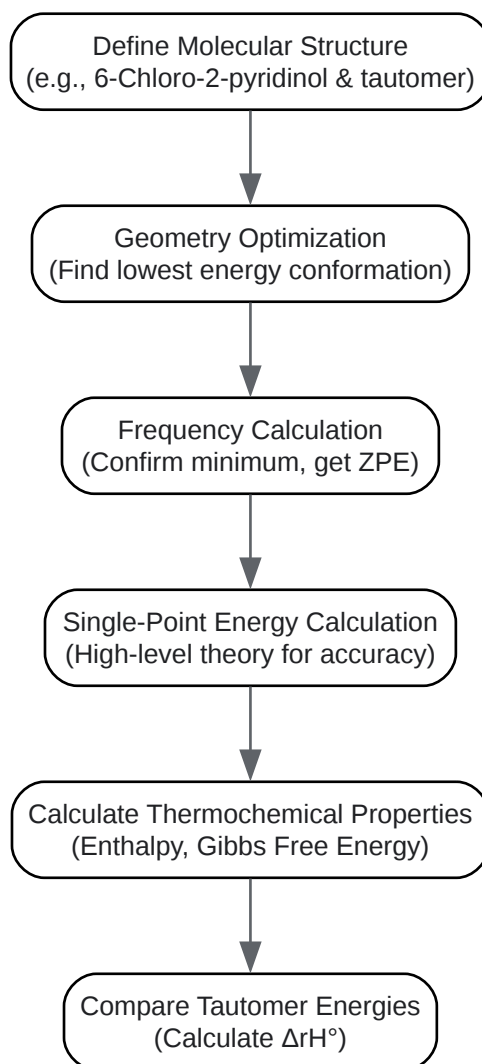 Define Molecular Structure
(e.g., 6-Chloro-2-pyridinol & tautomer)
Geometry Optimization
(Find lowest energy conformation)
Frequency Calculation
(Confirm minimum, get ZPE)
Single-Point Energy Calculation
(High-level theory for accuracy)
Calculate Thermochemical Properties
(Enthalpy, Gibbs Free Energy)
Compare Tautomer Energies
(Calculate ΔrH°)